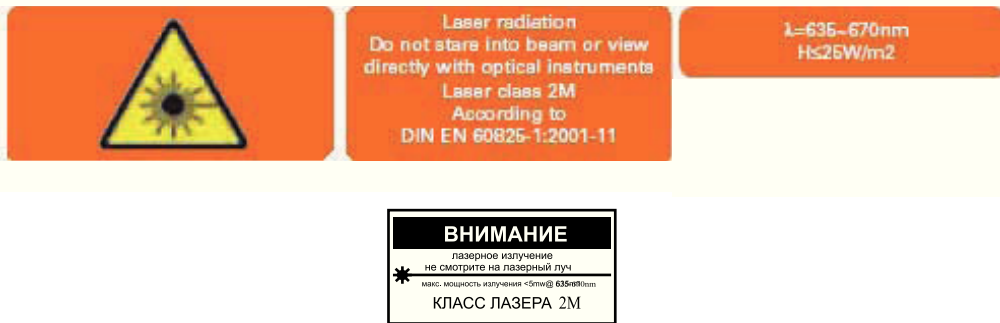 Laser radiation
Do not stare into beam or view
directly with optical instruments
Laser class 2M
According to
DIN EN 60825-1:2001-11
λ=635~670nm
H≤25W/m2
ВНИМАНИЕ
лазерное излучение
не смотрите на лазерный луч
макс. мощность излучения <5mw@
КЛАСС ЛАЗЕРА 2M